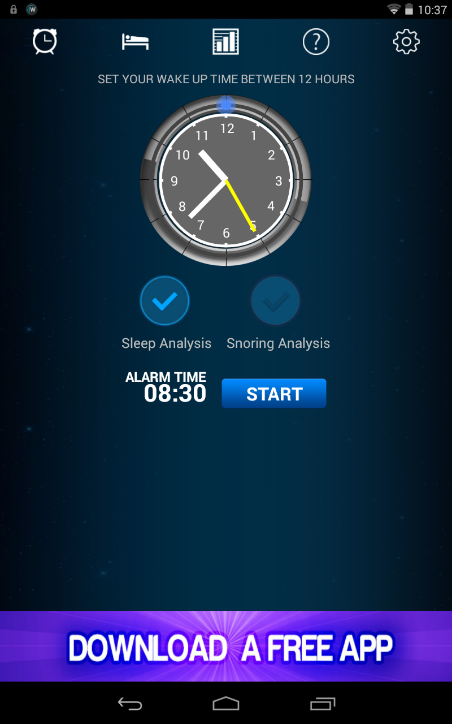 10:37
SET YOUR WAKE UP TIME BETWEEN 12 HOURS
12
11 1
10 2
9 3
8 4
7 5
6
Sleep Analysis Snoring Analysis
ALARM TIME
08:30 START
DOWNLOAD A FREE APP